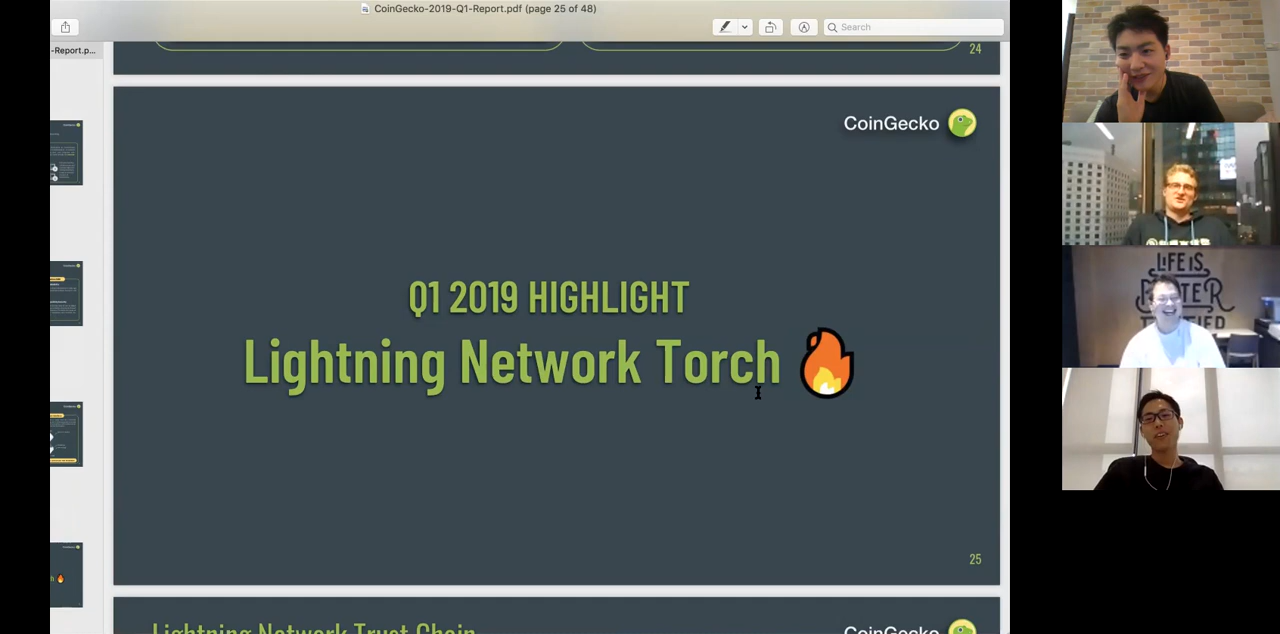 CoinGecko-2019-Q1-Report.pdf (page 25 of 48)
Search
-Report.p...
24
CoinGecko
Q1 2019 HIGHLIGHT
Lightning Network Torch
25
Lightning Network Trust Chain
CoinGecko
LIFE IS